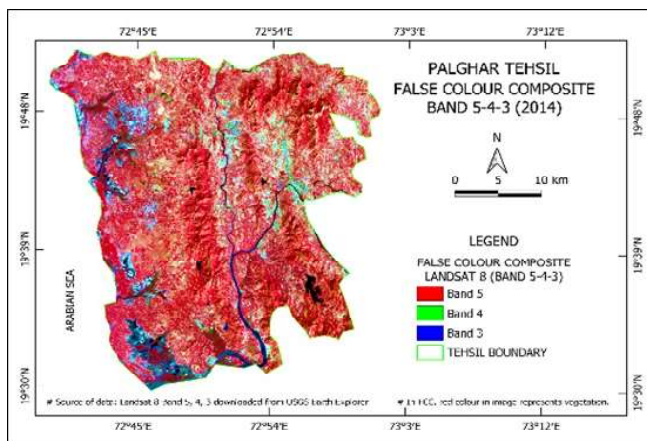 72°45'E 72°54'E 73°3'E 73°12'E
PALGHAR TEHSIL
FALSE COLOUR COMPOSITE
BAND 5-4-3 (2014)
19°48'N 19°48'N
N
0 5 10 Km
LEGEND
19°39'N 19°39'N
FALSE COLOUR COMPOSITE
LANDSAT 8 (BAND 5-4-3)
Band 5
Band 4
Band 3
TEHSIL BOUNDARY
ARABIAN SEA
19°30'N 19°30'N
# Source of data: Landsat 8 Band 5, 4, 3 downloaded from USGS Earth Explorer # In FCC, red colour in image represents vegetation.
72°45'E 72°54'E 73°3'E 73°12'E